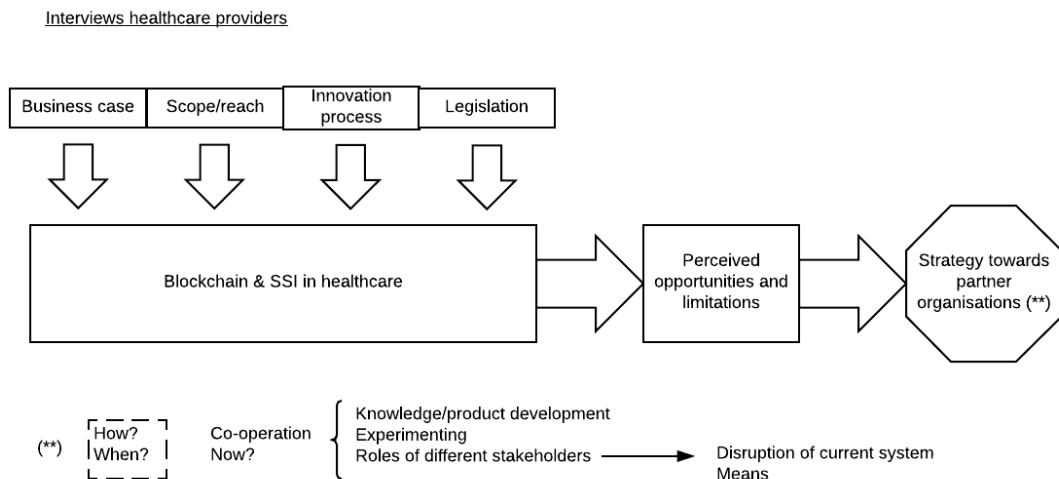 Interviews healthcare providers
Business case
Scope/reach
Innovation
process
Legislation
Blockchain & SSI in healthcare
Perceived
opportunities and
limitations
Strategy towards
partner
organisations (**)
(**)
How?
When?
Co-operation
Now?
Knowledge/product development
Experimenting
Roles of different stakeholders
Disruption of current system
Means